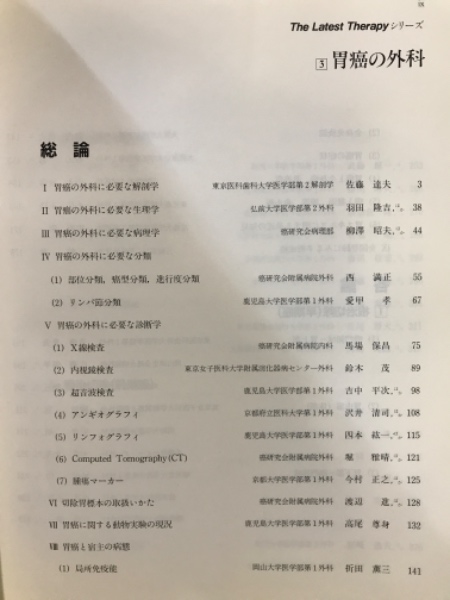 The Latest Therapyシリーズ
3 胃癌の外科
総論
I 胃癌の外科に必要な解剖学 東京医科歯科大学医学部第2解剖学 佐藤 達夫 3
II 胃癌の外科に必要な生理学 弘前大学医学部第2外科 羽田 隆吉, 38
III 胃癌の外科に必要な病理学 癌研究会病理部 柳澤 昭夫, 44
IV 胃癌の外科に必要な分類
(1) 部位分類，癌型分類，進行度分類 癌研究会附属病院外科 西 満正 55
(2) リンパ節分類 鹿児島大学医学部第1外科 愛甲 孝 67
V 胃癌の外科に必要な診断学
(1) X線検査 癌研究会附属病院内科 馬場 保昌 75
(2) 内視鏡検査 東京女子医科大学附属消化器病センター外科 鈴木 茂 89
(3) 超音波検査 鹿児島大学医学部第1外科 吉中 平次, 98
(4) アンギオグラフィ 京都府立医科大学第1外科 沢井 清司, 108
(5) リンフォグラフィ 鹿児島大学医学部第1外科 四本 紘一, 115
(6) Computed Tomography(CT) 癌研究会附属病院外科 堀 雅晴, 121
(7) 腫瘍マーカー 京都大学医学部第1外科 今村 正之, 125
VI 切除胃標本の取扱いかた 癌研究会附属病院外科 渡辺 進, 128
VII 胃癌に関する動物実験の現況 鹿児島大学医学部第1外科 高尾 尊身 132
VIII 胃癌と宿主の病態
(1) 局所免疫能 岡山大学医学部第1外科 折田 薫三 141